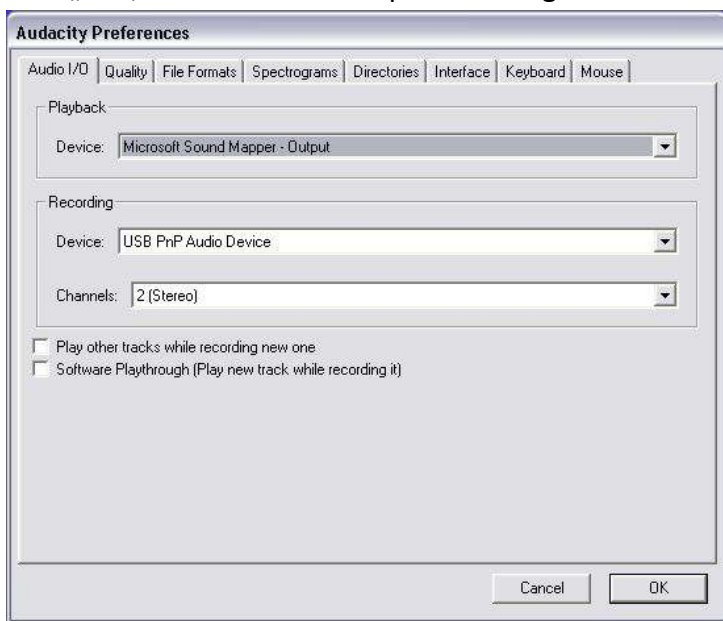 Audacity Preferences
Audio I/O Quality File Formats Spectrograms Directories Interface Keyboard Mouse
Playback
Device: Microsoft Sound Mapper - Output
Recording
Device: USB PnP Audio Device
Channels: 2 (Stereo)
Play other tracks while recording new one
Software Playthrough (Play new track while recording it)
Cancel OK